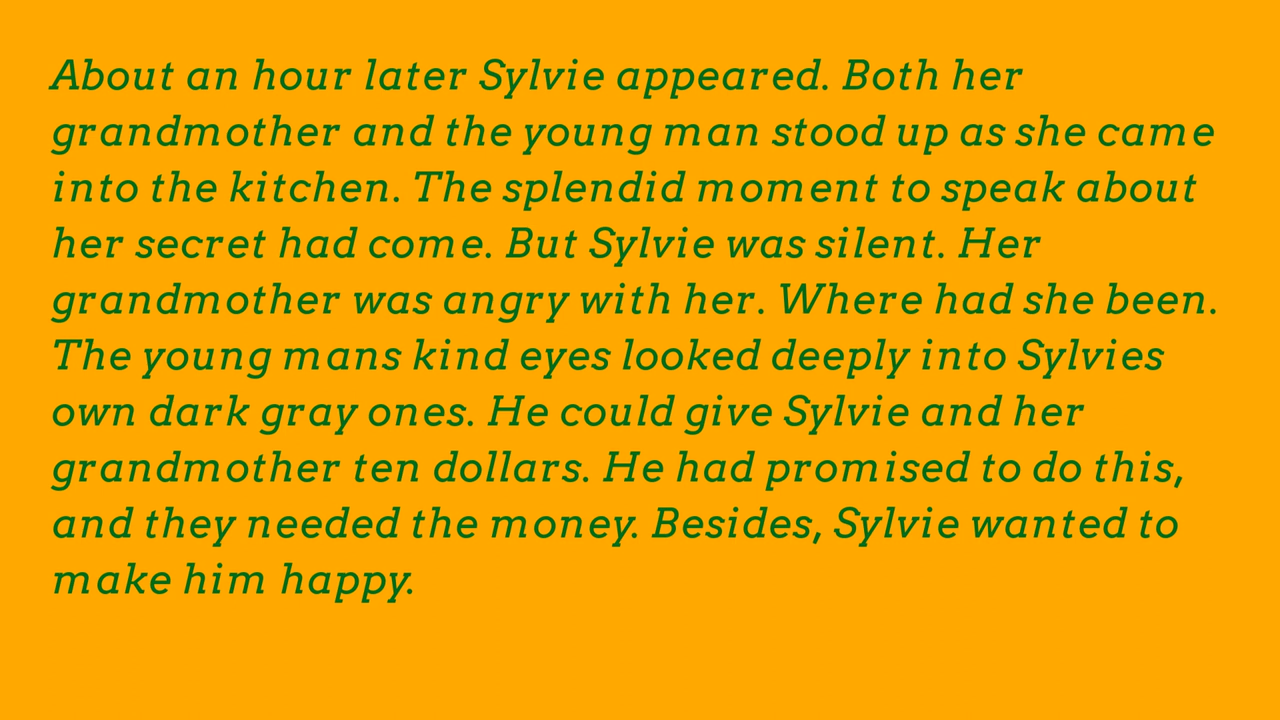 About an hour later Sylvie appeared. Both her
grandmother and the young man stood up as she came
into the kitchen. The splendid moment to speak about
her secret had come. But Sylvie was silent. Her
grandmother was angry with her. Where had she been.
The young mans kind eyes looked deeply into Sylvies
own dark gray ones. He could give Sylvie and her
grandmother ten dollars. He had promised to do this,
and they needed the money. Besides, Sylvie wanted to
make him happy.